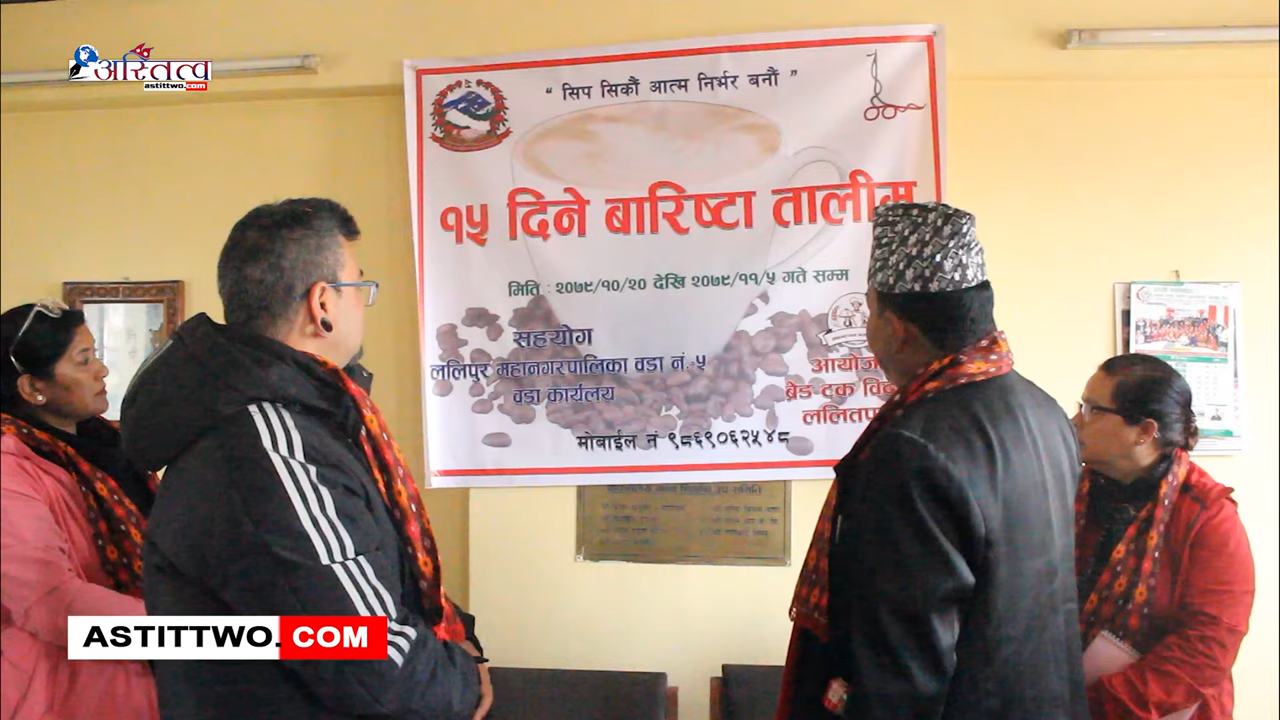 अस्तित्व
astittwo.com
“ सिप सिकौं आत्म निर्भर बनौं ”
१५ दिने बारिष्टा तालीम
मिति : २०७९/१०/२० देखि २०७९/११/५ गते सम्म
सहयोग
ललिपुर महानगरपालिका वडा नं.-५
वडा कार्यालय
ब्रेड टक
मोबाईल नं ९८६९०६२५४८
ASTITTWO.COM